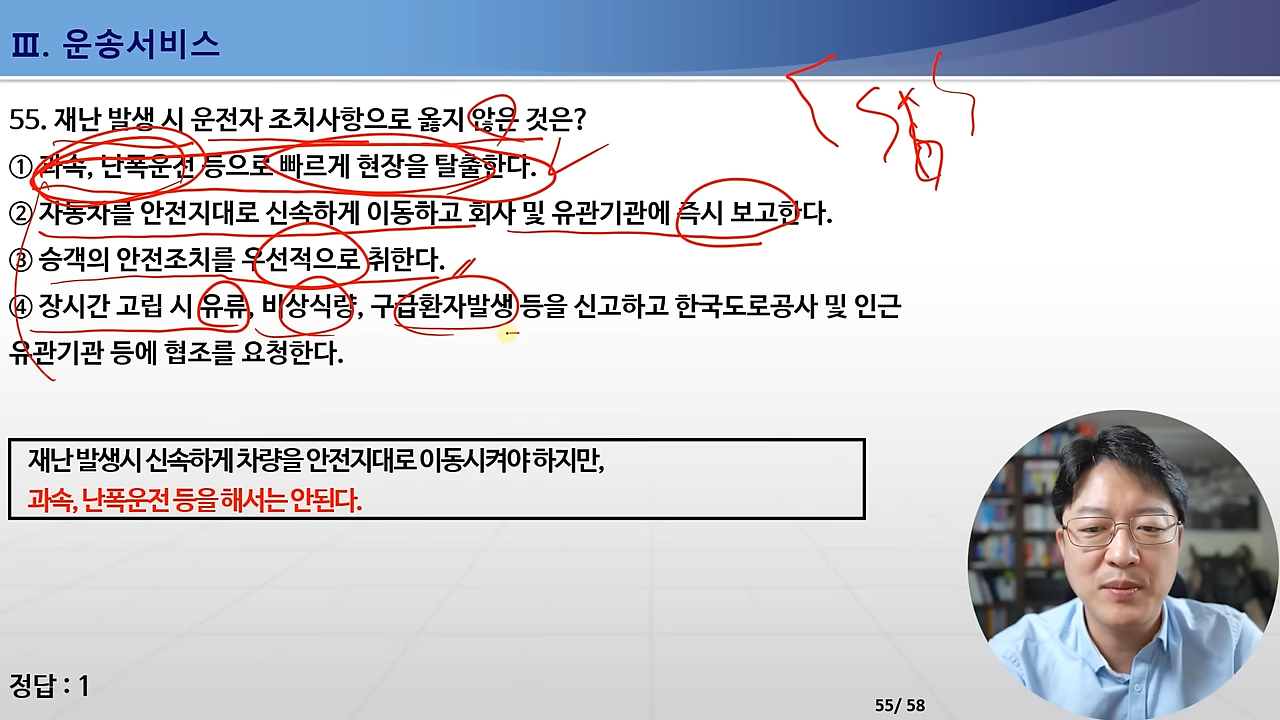 Ⅲ. 운송서비스
55. 재난 발생 시 운전자 조치사항으로 옳지 않은 것은?
① 과속, 난폭운전 등으로 빠르게 현장을 탈출한다.
② 자동차를 안전지대로 신속하게 이동하고 회사 및 유관기관에 즉시 보고한다.
③ 승객의 안전조치를 우선적으로 취한다.
④ 장시간 고립 시 유류, 비상식량, 구급환자발생 등을 신고하고 한국도로공사 및 인근
유관기관 등에 협조를 요청한다.
재난 발생시 신속하게 차량을 안전지대로 이동시켜야 하지만,
과속, 난폭운전 등을 해서는 안된다.
정답 : 1
55/ 58